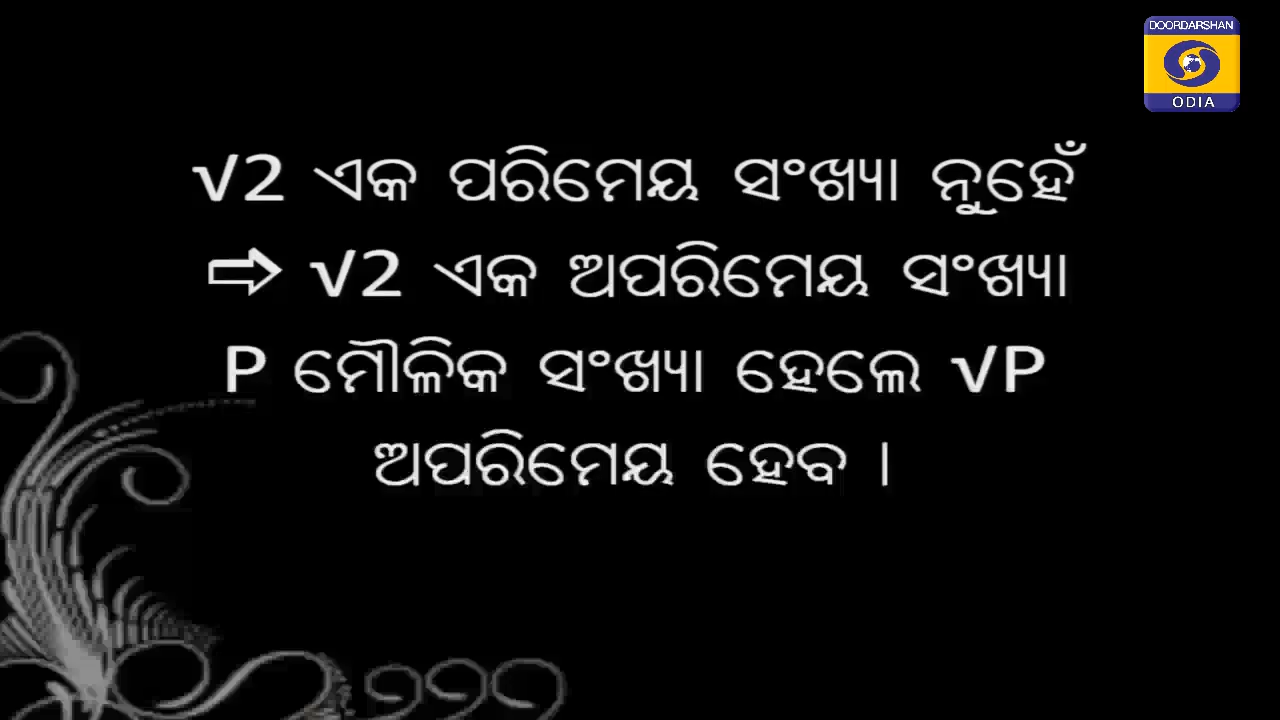 DOORDARSHAN
ODIA
√2 ଏକ ପରିମେୟ ସଂଖ୍ୟା ନୁହେଁ
⇨ √2 ଏକ ଅପରିମେୟ ସଂଖ୍ୟା
P ମୌଳିକ ସଂଖ୍ୟା ହେଲେ √P
ଅପରିମେୟ ହେବ ।